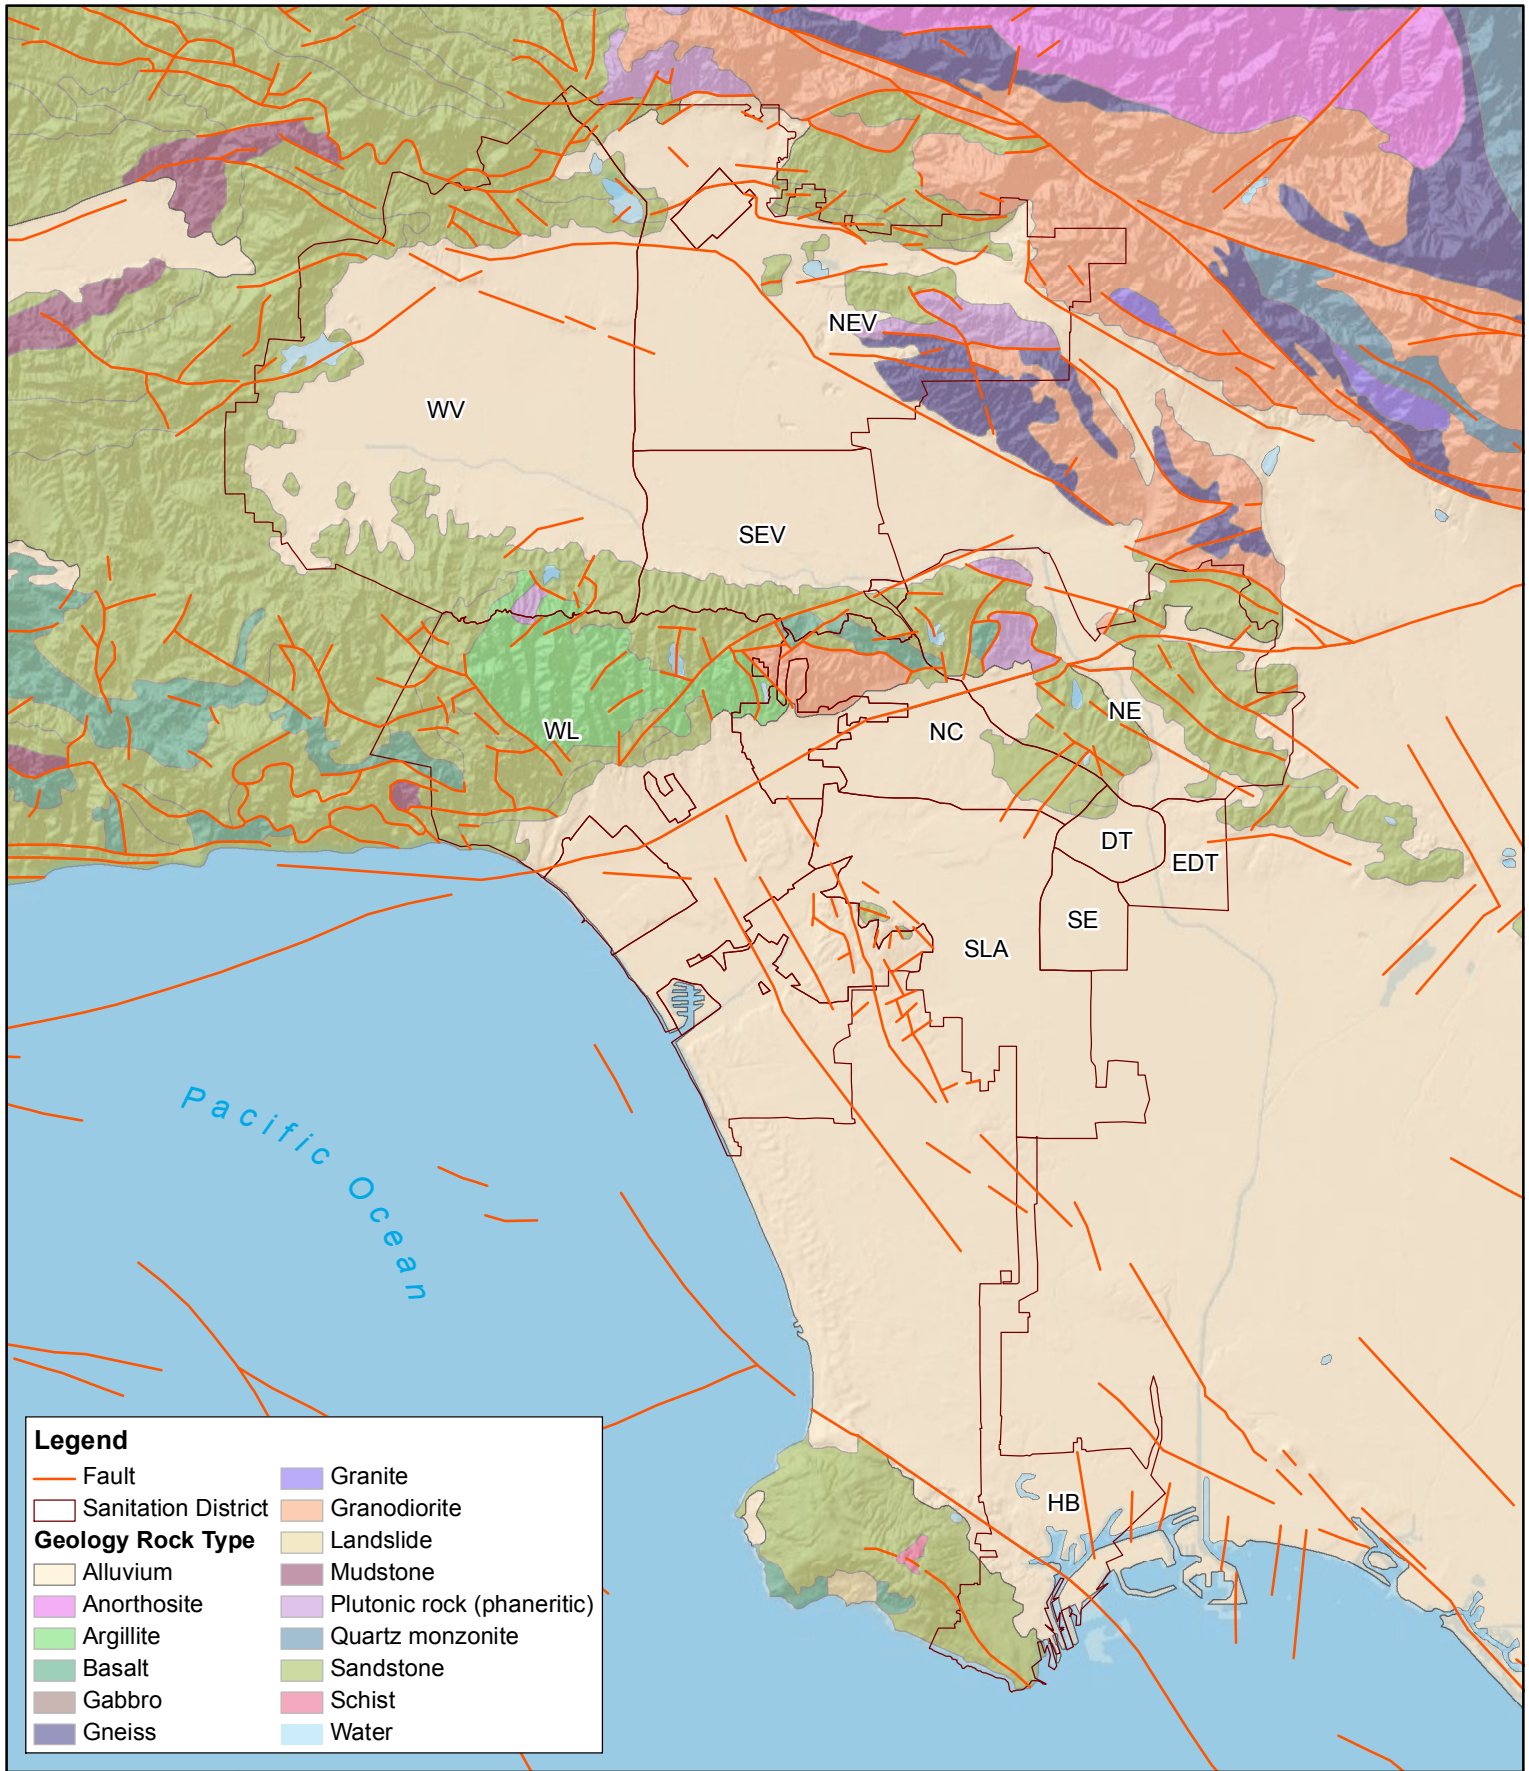 NEV
WV
SEV
NE
WL
NC
DT
EDT
SE
SLA
Pacific Ocean
HB
Legend
Fault
Sanitation District
Geology Rock Type
Alluvium
Anorthosite
Argillite
Basalt
Gabbro
Gneiss
Granite
Granodiorite
Landslide
Mudstone
Plutonic rock (phaneritic)
Quartz monzonite
Sandstone
Schist
Water